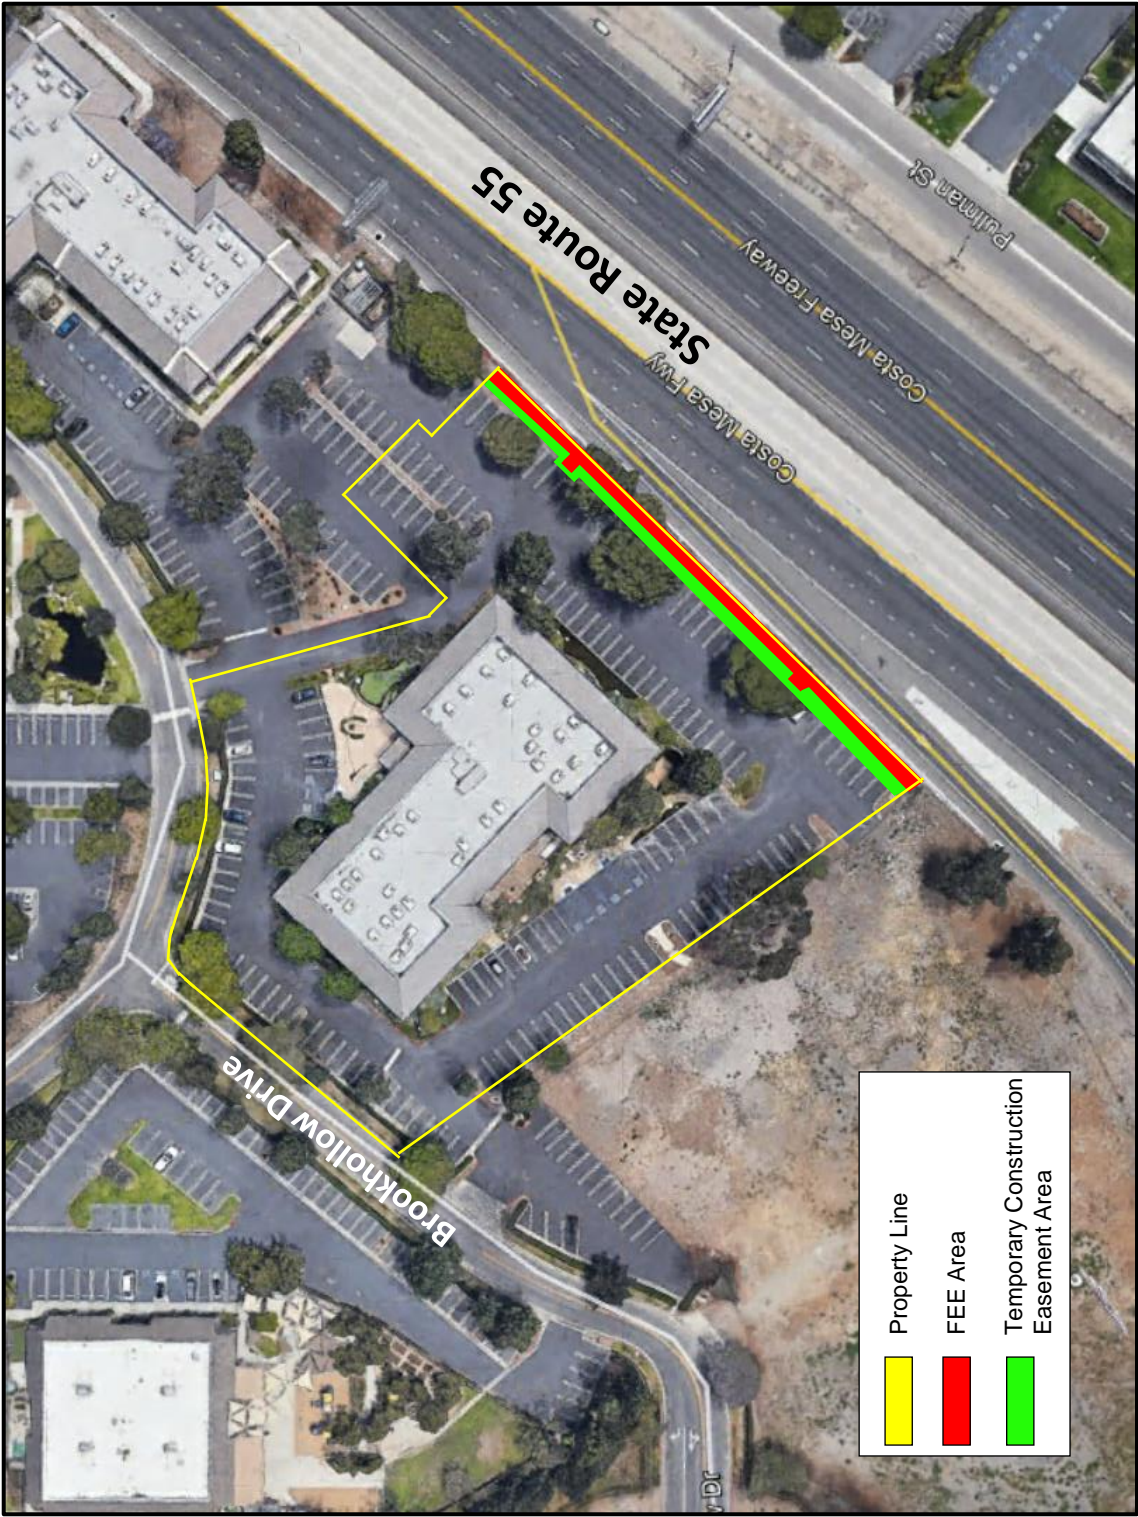 State Route 55
Costa Mesa Fwy
Costa Mesa Freeway
Pullman St
Brookhollow Drive
Dr
Property Line
FEE Area
Temporary Construction
Easement Area